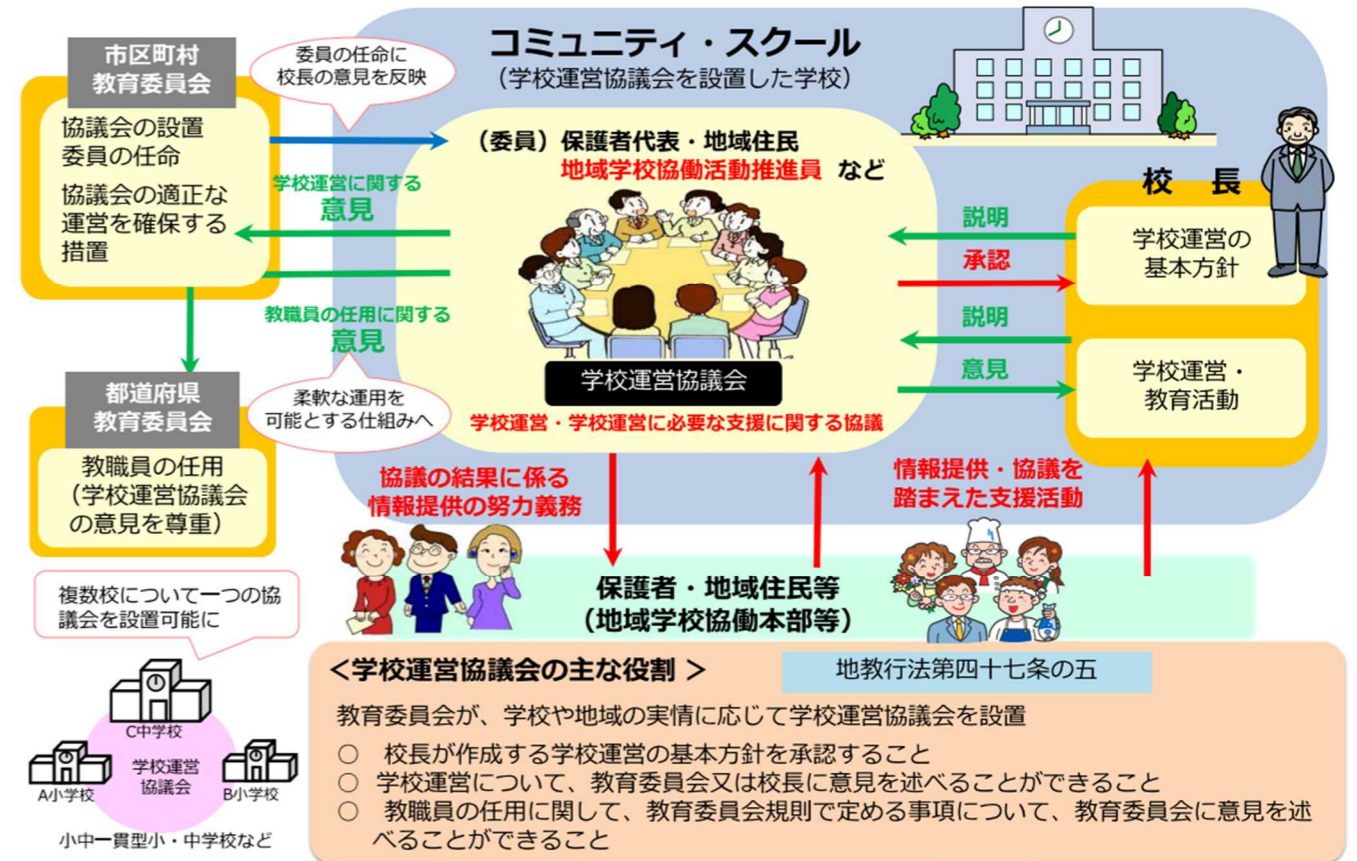 コミュニティ・スクール
（学校運営協議会を設置した学校）
市区町村
教育委員会
協議会の設置
委員の任命
協議会の適正な
運営を確保する
措置
委員の任命に
校長の意見を反映
学校運営に関する
意見
教職員の任用に関する
意見
柔軟な運用を
可能とする仕組みへ
都道府県
教育委員会
教職員の任用
（学校運営協議会
の意見を尊重）
（委員）保護者代表・地域住民
地域学校協働活動推進員 など
学校運営協議会
学校運営・学校運営に必要な支援に関する協議
校 長
説明
承認
学校運営の
基本方針
説明
意見
学校運営・
教育活動
協議の結果に係る
情報提供の努力義務
情報提供・協議を
踏まえた支援活動
保護者・地域住民等
（地域学校協働本部等）
複数校について一つの協
議会を設置可能に
C中学校
A小学校
学校運営
協議会
B小学校
小中一貫型小・中学校など
＜学校運営協議会の主な役割 ＞
地教行法第四十七条の五
教育委員会が、学校や地域の実情に応じて学校運営協議会を設置
○ 校長が作成する学校運営の基本方針を承認すること
○ 学校運営について、教育委員会又は校長に意見を述べることができること
○ 教職員の任用に関して、教育委員会規則で定める事項について、教育委員会に意見を述
べることができること